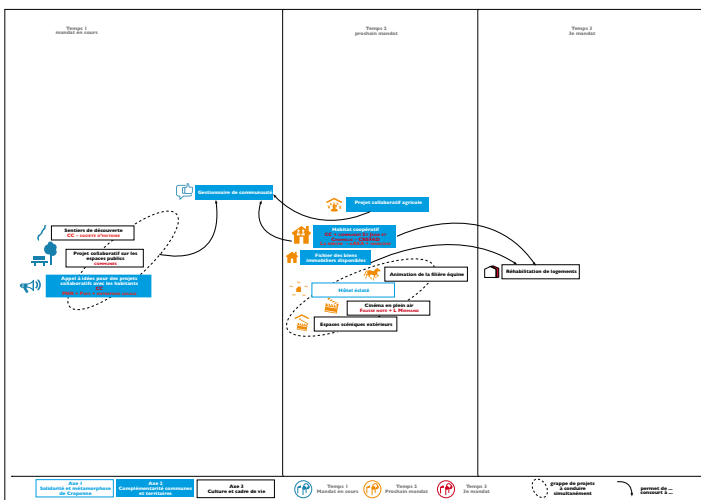 Temps 1
mandat en cours
Temps 2
prochain mandat
Temps 3
3e mandat
Gestionnaire de communauté
Projet collaboratif agricole
Sentiers de découverte
CC – société d'histoire
Habitat coopératif
Projet collaboratif sur les
espaces publics
communes
Fichier des biens
immobiliers disponibles
Appel à idées pour des projets
collaboratifs avec les habitants
CC
Animation de la filière équine
Réhabilitation de logements
Hôtel éclaté
Cinéma en plein air
Fausse note + L
Espaces scéniques extérieurs
Axe 1
Solidarité et métamorphose
de Craponne
Axe 2
Complémentarité communes
et territoires
Axe 3
Culture et cadre de vie
Temps 1
Mandat en cours
Temps 2
Prochain mandat
Temps 3
3e mandat
grappe de projets
à conduire
simultanément
permet de ...
concourt à ...